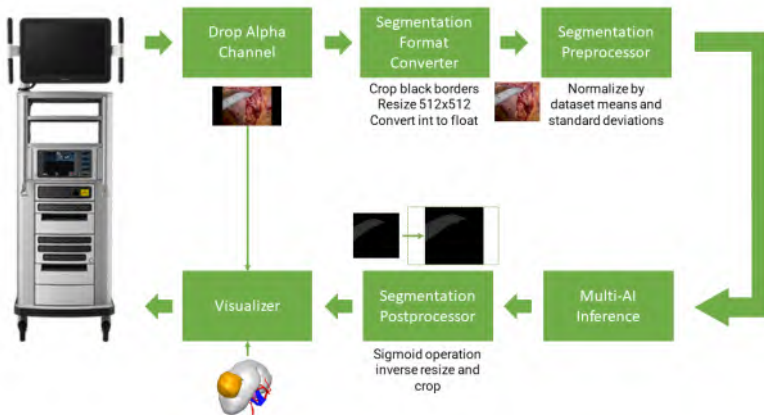 Drop Alpha
Channel
Segmentation
Format
Converter
Segmentation
Preprocessor
Crop black borders
Resize 512x512
Convert int to float
Normalize by
dataset means and
standard deviations
Visualizer
Segmentation
Postprocessor
Multi-AI
Inference
Sigmoid operation
inverse resize and
crop